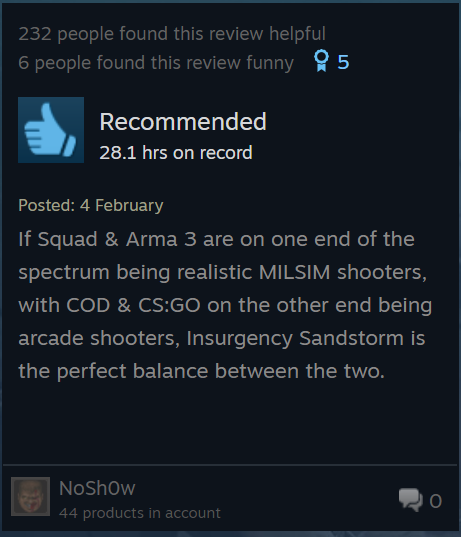 232 people found this review helpful
6 people found this review funny 5
Recommended
28.1 hrs on record
Posted: 4 February
If Squad & Arma 3 are on one end of the
spectrum being realistic MILSIM shooters,
with COD & CS:GO on the other end being
arcade shooters, Insurgency Sandstorm is
the perfect balance between the two.
NoSh0w
44 products in account
0